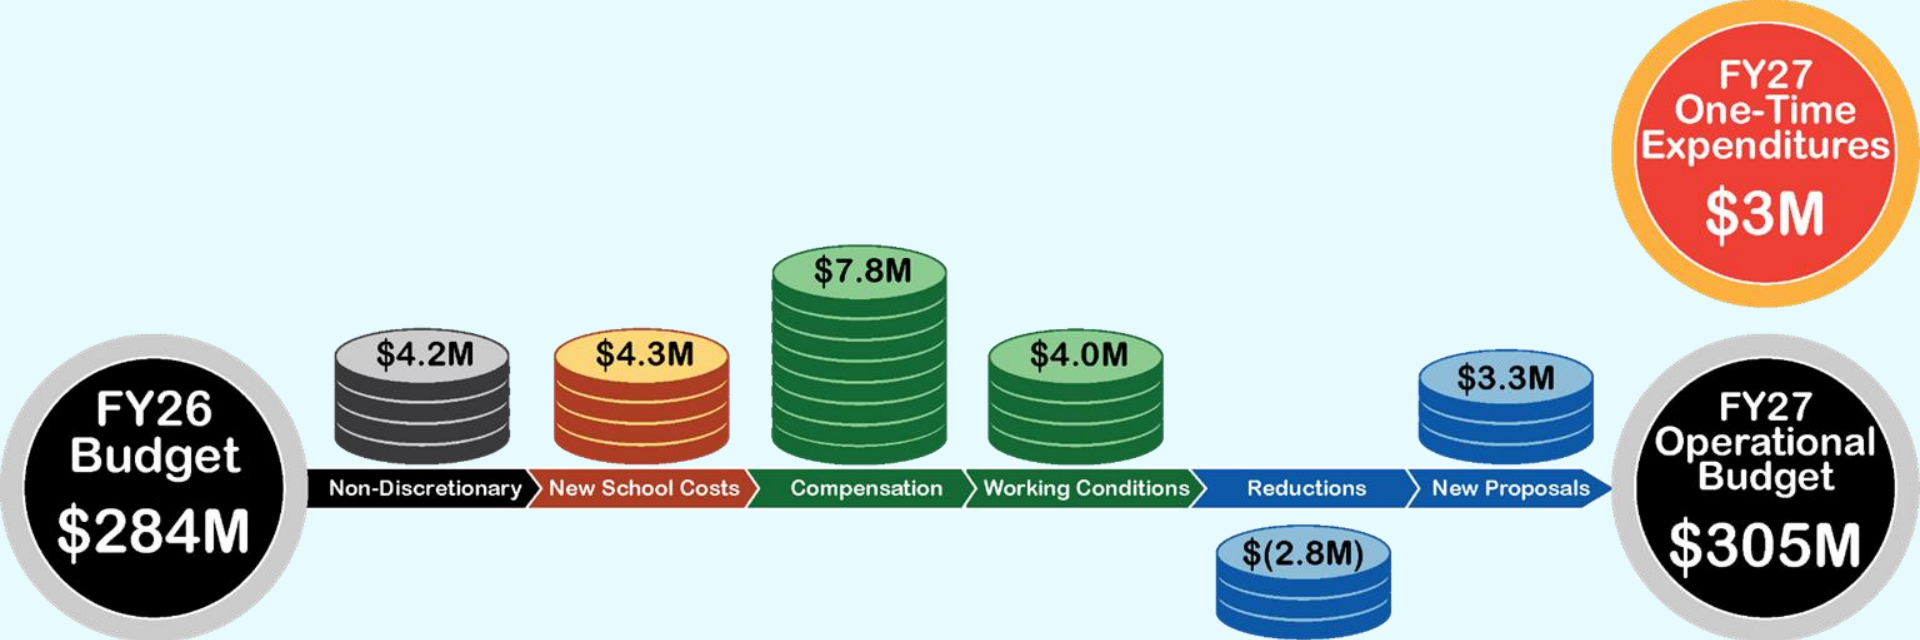 FY27
One-Time
Expenditures
$3M
$7.8M
$4.2M
$4.3M
$4.0M
$3.3M
FY26
Budget
$284M
Non-Discretionary
New School Costs
Compensation
Working Conditions
Reductions
New Proposals
$(2.8M)
FY27
Operational
Budget
$305M